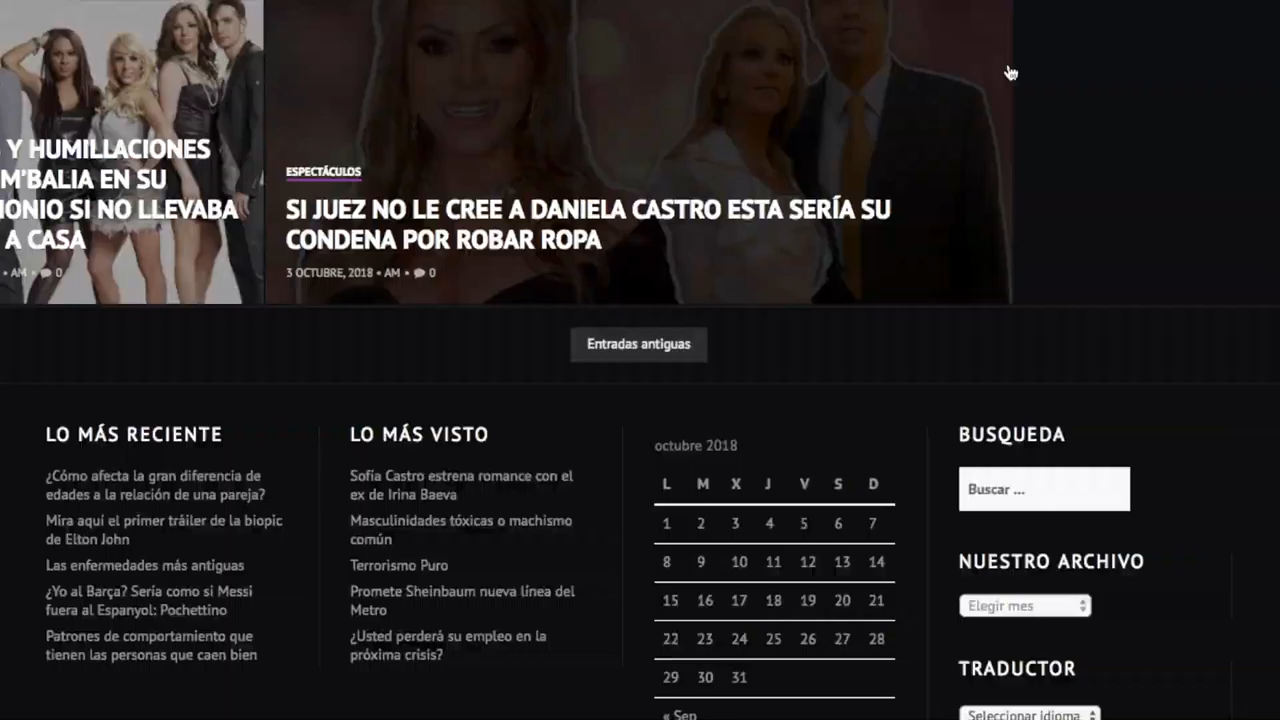 Y HUMILLACIONES
M'BALIA EN SU
IONIO SI NO LLEVABA
A CASA
• AM • 0
ESPECTÁCULOS
SI JUEZ NO LE CREE A DANIELA CASTRO ESTA SERÍA SU
CONDENA POR ROBAR ROPA
3 OCTUBRE, 2018 • AM • 0
Entradas antiguas
LO MÁS RECIENTE
¿Cómo afecta la gran diferencia de
edades a la relación de una pareja?
Mira aquí el primer tráiler de la biopic
de Elton John
Las enfermedades más antiguas
¿Yo al Barça? Sería como si Messi
fuera al Espanyol: Pochettino
Patrones de comportamiento que
tienen las personas que caen bien
LO MÁS VISTO
Sofía Castro estrena romance con el
ex de Irina Baeva
Masculinidades tóxicas o machismo
común
Terrorismo Puro
Promete Sheinbaum nueva línea del
Metro
¿Usted perderá su empleo en la
próxima crisis?
octubre 2018
L M X J V S D
1 2 3 4 5 6 7
8 9 10 11 12 13 14
15 16 17 18 19 20 21
22 23 24 25 26 27 28
29 30 31
« Sep
BUSQUEDA
Buscar ...
NUESTRO ARCHIVO
Elegir mes
TRADUCTOR
Seleccionar idioma